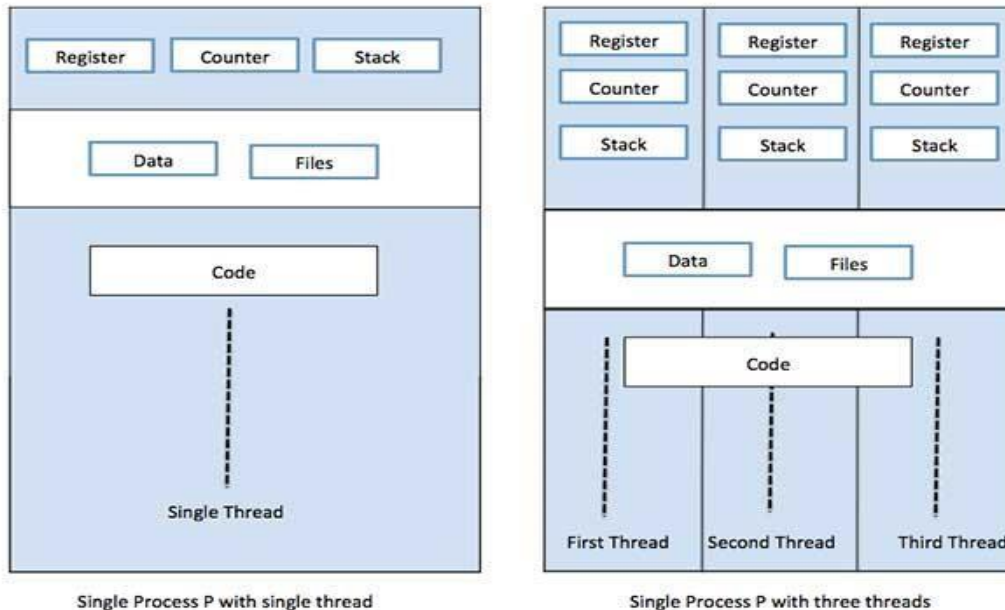 Register Counter Stack
Data Files
Code
Single Thread
Single Process P with single thread
Register Register Register
Counter Counter Counter
Stack Stack Stack
Data Files
Code
First Thread Second Thread Third Thread
Single Process P with three threads